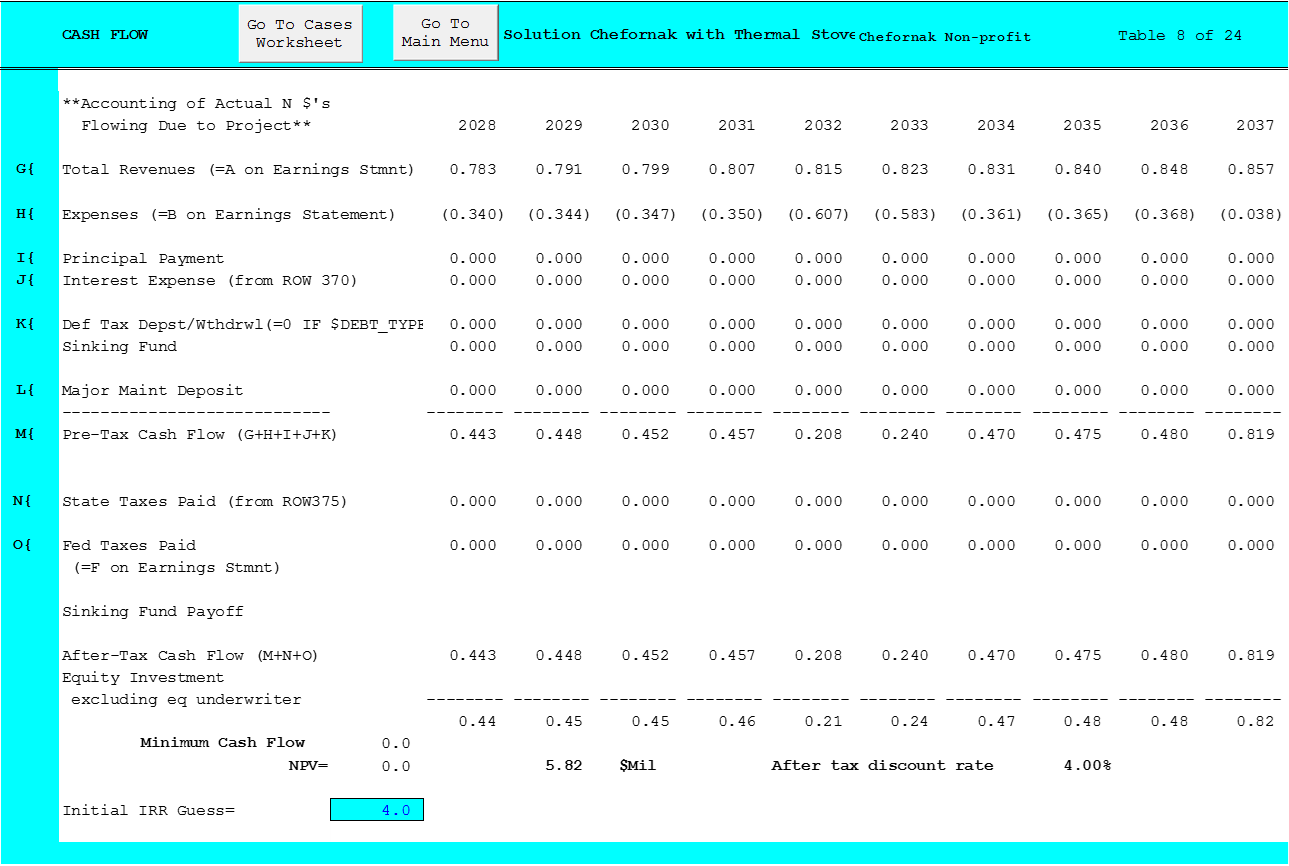 CASH FLOW Go To Cases Worksheet Go To Main Menu Solution Chefornak with Thermal Stove Chefornak Non-profit Table 8 of 24
**Accounting of Actual N $'s
Flowing Due to Project** 2028 2029 2030 2031 2032 2033 2034 2035 2036 2037
G{ Total Revenues (=A on Earnings Stmnt) 0.783 0.791 0.799 0.807 0.815 0.823 0.831 0.840 0.848 0.857
H{ Expenses (=B on Earnings Statement) (0.340) (0.344) (0.347) (0.350) (0.607) (0.583) (0.361) (0.365) (0.368) (0.038)
I{ Principal Payment 0.000 0.000 0.000 0.000 0.000 0.000 0.000 0.000 0.000 0.000
J{ Interest Expense (from ROW 370) 0.000 0.000 0.000 0.000 0.000 0.000 0.000 0.000 0.000 0.000
K{ Def Tax Depst/Wthdrwl(=0 IF $DEBT_TYPE 0.000 0.000 0.000 0.000 0.000 0.000 0.000 0.000 0.000 0.000
Sinking Fund 0.000 0.000 0.000 0.000 0.000 0.000 0.000 0.000 0.000 0.000
L{ Major Maint Deposit 0.000 0.000 0.000 0.000 0.000 0.000 0.000 0.000 0.000 0.000
---------------------------- -------- -------- -------- -------- -------- -------- -------- -------- -------- --------
M{ Pre-Tax Cash Flow (G+H+I+J+K) 0.443 0.448 0.452 0.457 0.208 0.240 0.470 0.475 0.480 0.819
N{ State Taxes Paid (from ROW375) 0.000 0.000 0.000 0.000 0.000 0.000 0.000 0.000 0.000 0.000
O{ Fed Taxes Paid 0.000 0.000 0.000 0.000 0.000 0.000 0.000 0.000 0.000 0.000
(=F on Earnings Stmnt)
Sinking Fund Payoff
After-Tax Cash Flow (M+N+O) 0.443 0.448 0.452 0.457 0.208 0.240 0.470 0.475 0.480 0.819
Equity Investment
excluding eq underwriter -------- -------- -------- -------- -------- -------- -------- -------- -------- --------
0.44 0.45 0.45 0.46 0.21 0.24 0.47 0.48 0.48 0.82
Minimum Cash Flow 0.0
NPV= 0.0 5.82 $Mil After tax discount rate 4.00%
Initial IRR Guess= 4.0